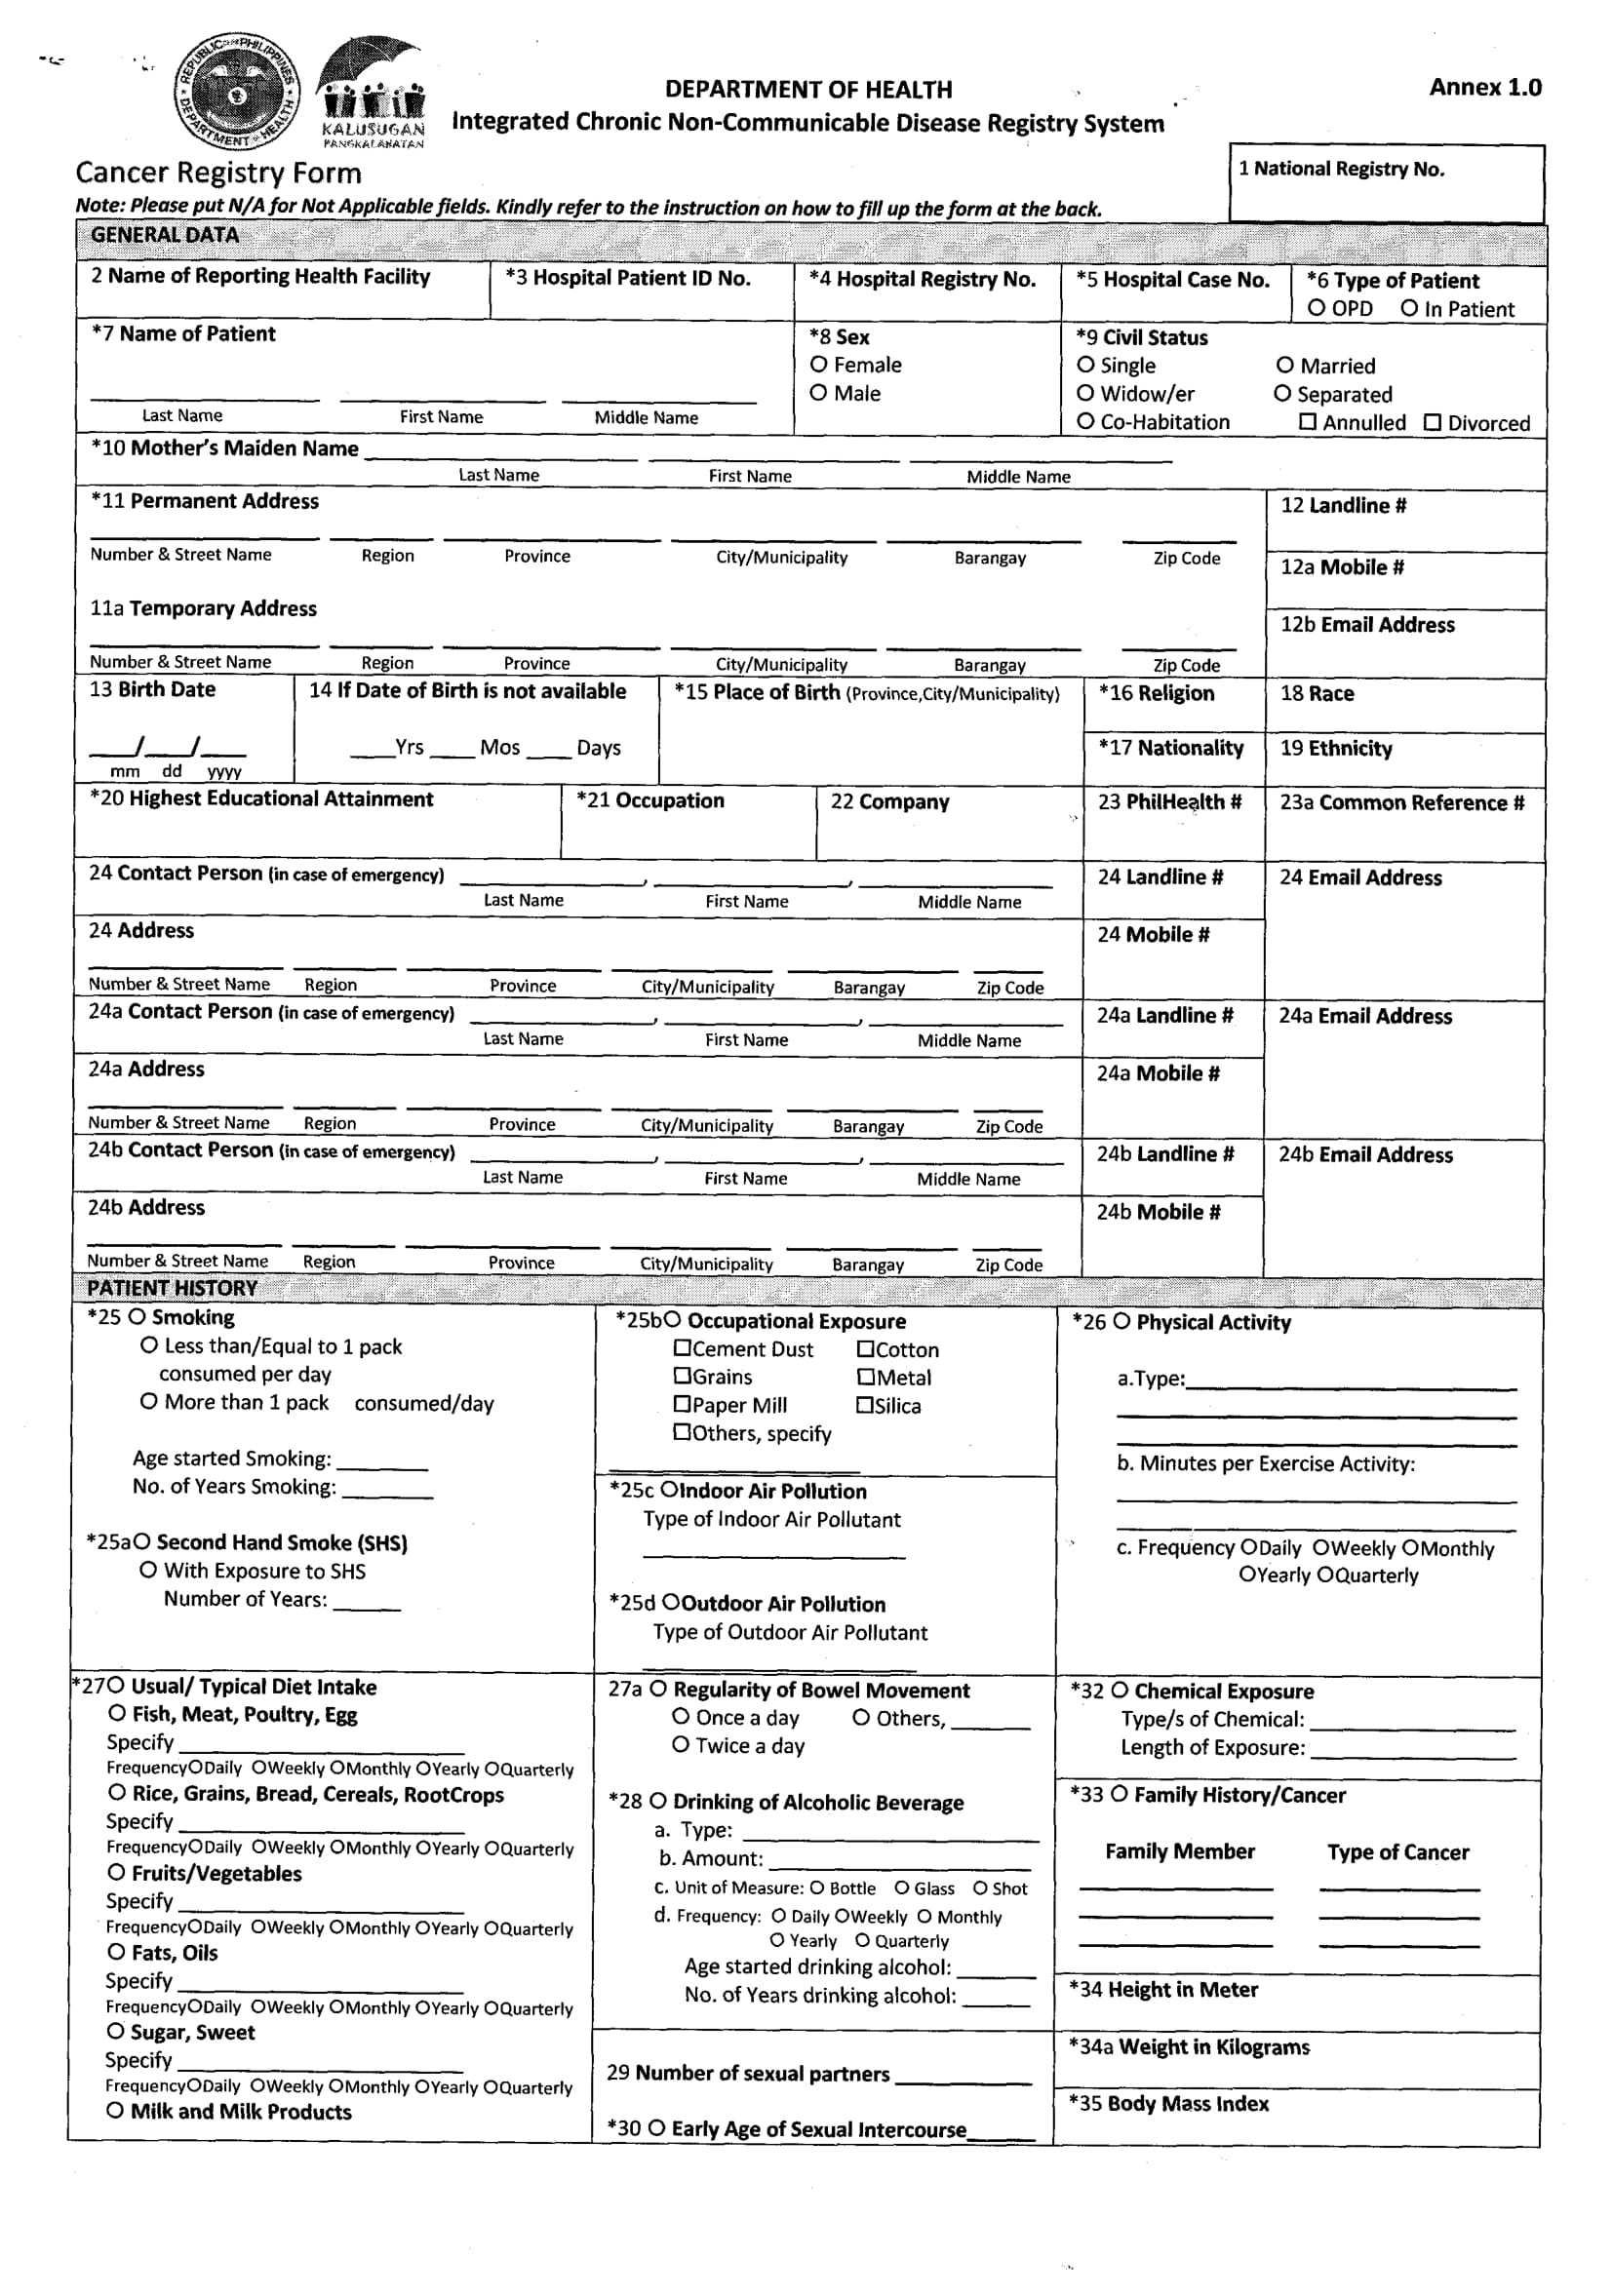 REPUBLIC OF THE PHILIPPINES
DEPARTMENT OF HEALTH
KALUSUGAN
PANGKALAHATAN
DEPARTMENT OF HEALTH
Integrated Chronic Non-Communicable Disease Registry System
Annex 1.0
Cancer Registry Form
1 National Registry No.
Note: Please put N/A for Not Applicable fields. Kindly refer to the instruction on how to fill up the form at the back.
GENERAL DATA
2 Name of Reporting Health Facility *3 Hospital Patient ID No. *4 Hospital Registry No. *5 Hospital Case No. *6 Type of Patient
O OPD O In Patient
*7 Name of Patient *8 Sex *9 Civil Status
O Female O Single O Married
O Male O Widow/er O Separated
Last Name First Name Middle Name O Co-Habitation ☐ Annulled ☐ Divorced
*10 Mother's Maiden Name
Last Name First Name Middle Name
*11 Permanent Address 12 Landline #
Number & Street Name Region Province City/Municipality Barangay Zip Code
12a Mobile #
11a Temporary Address
12b Email Address
Number & Street Name Region Province City/Municipality Barangay Zip Code
13 Birth Date 14 If Date of Birth is not available *15 Place of Birth (Province,City/Municipality) *16 Religion 18 Race
___/___/___ ___Yrs ___ Mos ___ Days *17 Nationality 19 Ethnicity
mm dd yyyy
*20 Highest Educational Attainment *21 Occupation 22 Company 23 PhilHealth # 23a Common Reference #
24 Contact Person (in case of emergency) ___, ___, ___ 24 Landline # 24 Email Address
Last Name First Name Middle Name
24 Address 24 Mobile #
Number & Street Name Region Province City/Municipality Barangay Zip Code
24a Contact Person (in case of emergency) ___, ___, ___ 24a Landline # 24a Email Address
Last Name First Name Middle Name
24a Address 24a Mobile #
Number & Street Name Region Province City/Municipality Barangay Zip Code
24b Contact Person (in case of emergency) ___, ___, ___ 24b Landline # 24b Email Address
Last Name First Name Middle Name
24b Address 24b Mobile #
Number & Street Name Region Province City/Municipality Barangay Zip Code
PATIENT HISTORY
*25 O Smoking
O Less than/Equal to 1 pack
consumed per day
O More than 1 pack consumed/day
Age started Smoking: ___
No. of Years Smoking: ___
*25aO Second Hand Smoke (SHS)
O With Exposure to SHS
Number of Years: ___
*25bO Occupational Exposure
☐Cement Dust ☐Cotton
☐Grains ☐Metal
☐Paper Mill ☐Silica
☐Others, specify
*25c OIndoor Air Pollution
Type of Indoor Air Pollutant
*25d OOutdoor Air Pollution
Type of Outdoor Air Pollutant
*26 O Physical Activity
a.Type:
b. Minutes per Exercise Activity:
c. Frequency ODaily OWeekly OMonthly
OYearly OQuarterly
*27O Usual/ Typical Diet Intake
O Fish, Meat, Poultry, Egg
Specify
FrequencyODaily OWeekly OMonthly OYearly OQuarterly
O Rice, Grains, Bread, Cereals, RootCrops
Specify
FrequencyODaily OWeekly OMonthly OYearly OQuarterly
O Fruits/Vegetables
Specify
FrequencyODaily OWeekly OMonthly OYearly OQuarterly
O Fats, Oils
Specify
FrequencyODaily OWeekly OMonthly OYearly OQuarterly
O Sugar, Sweet
Specify
FrequencyODaily OWeekly OMonthly OYearly OQuarterly
O Milk and Milk Products
27a O Regularity of Bowel Movement
O Once a day O Others, ___
O Twice a day
*28 O Drinking of Alcoholic Beverage
a. Type:
b. Amount:
c. Unit of Measure: O Bottle O Glass O Shot
d. Frequency: O Daily OWeekly O Monthly
O Yearly O Quarterly
Age started drinking alcohol: ___
No. of Years drinking alcohol: ___
29 Number of sexual partners
*30 O Early Age of Sexual Intercourse
*32 O Chemical Exposure
Type/s of Chemical:
Length of Exposure:
*33 O Family History/Cancer
Family Member Type of Cancer
*34 Height in Meter
*34a Weight in Kilograms
*35 Body Mass Index